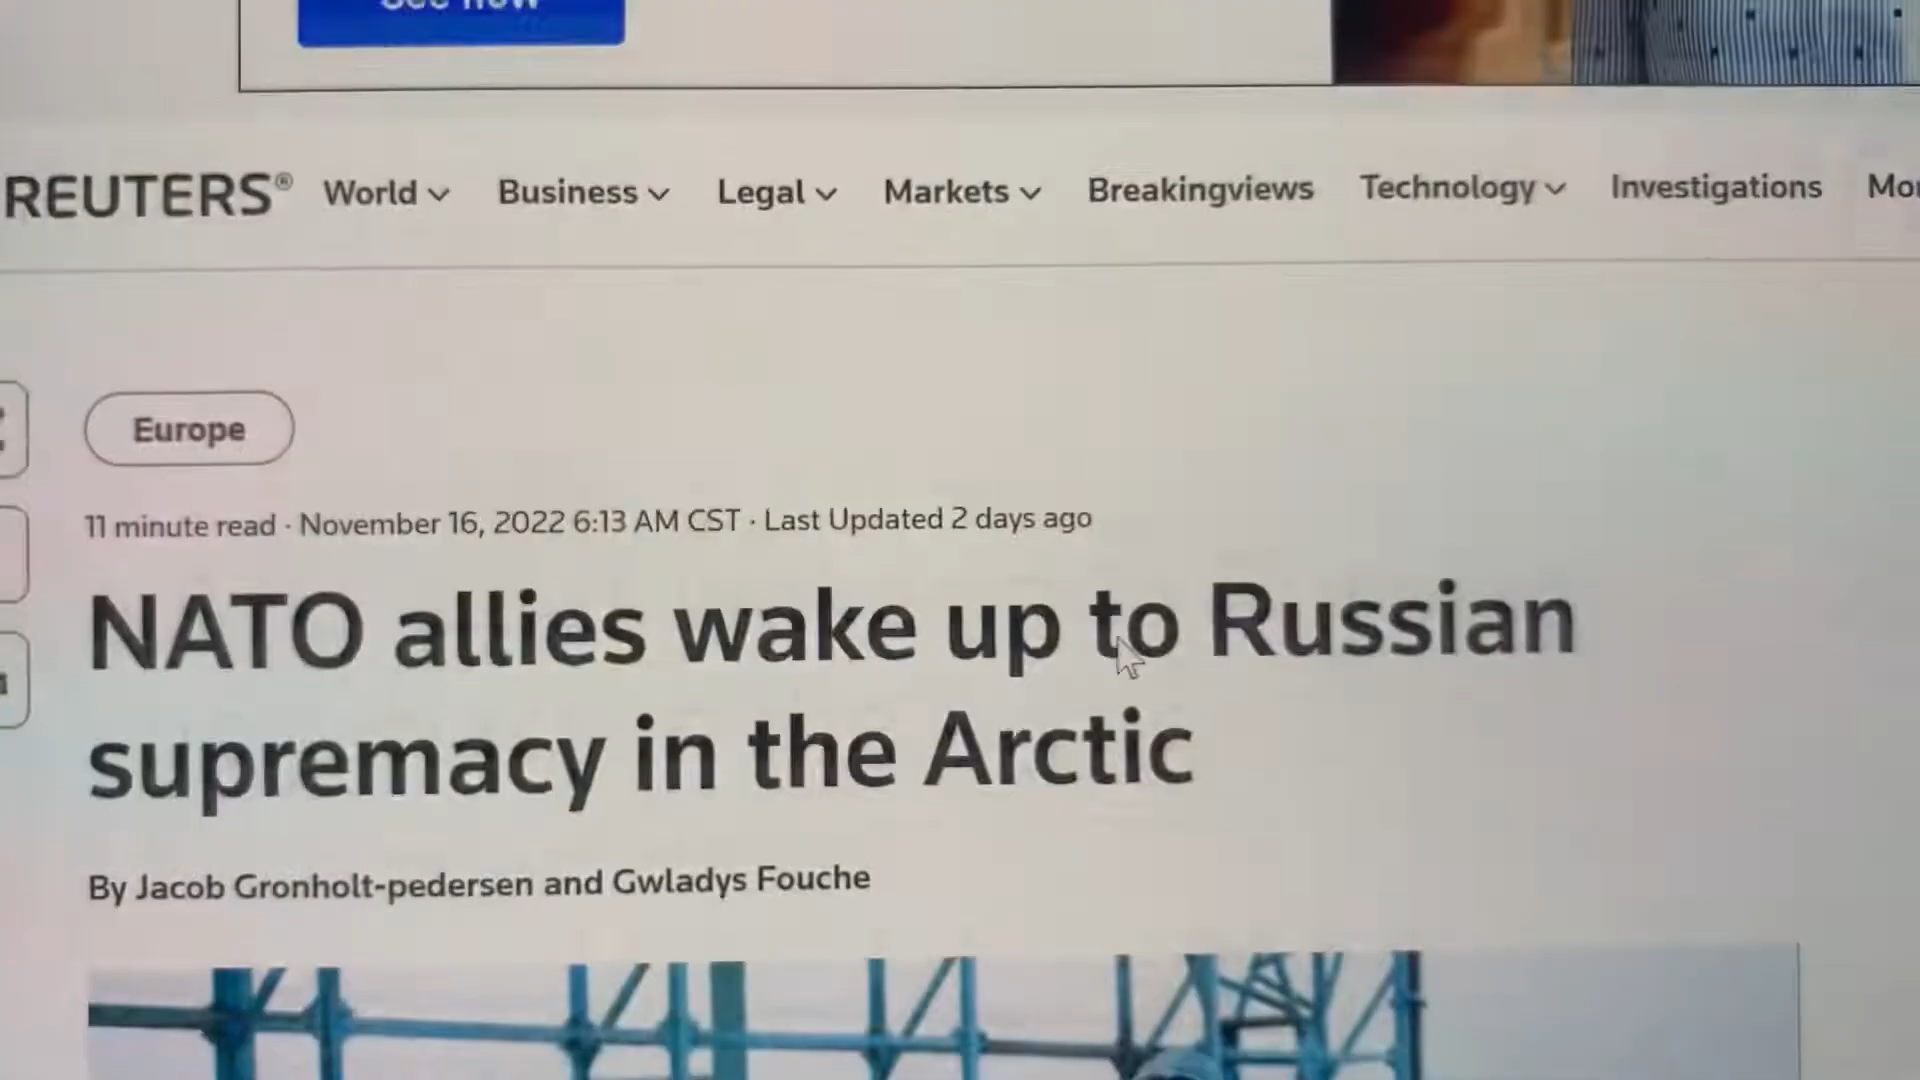 See now
REUTERS® World Business Legal Markets Breakingviews Technology Investigations
Europe
11 minute read · November 16, 2022 6:13 AM CST · Last Updated 2 days ago
NATO allies wake up to Russian
supremacy in the Arctic
By Jacob Gronholt-pedersen and Gwladys Fouche